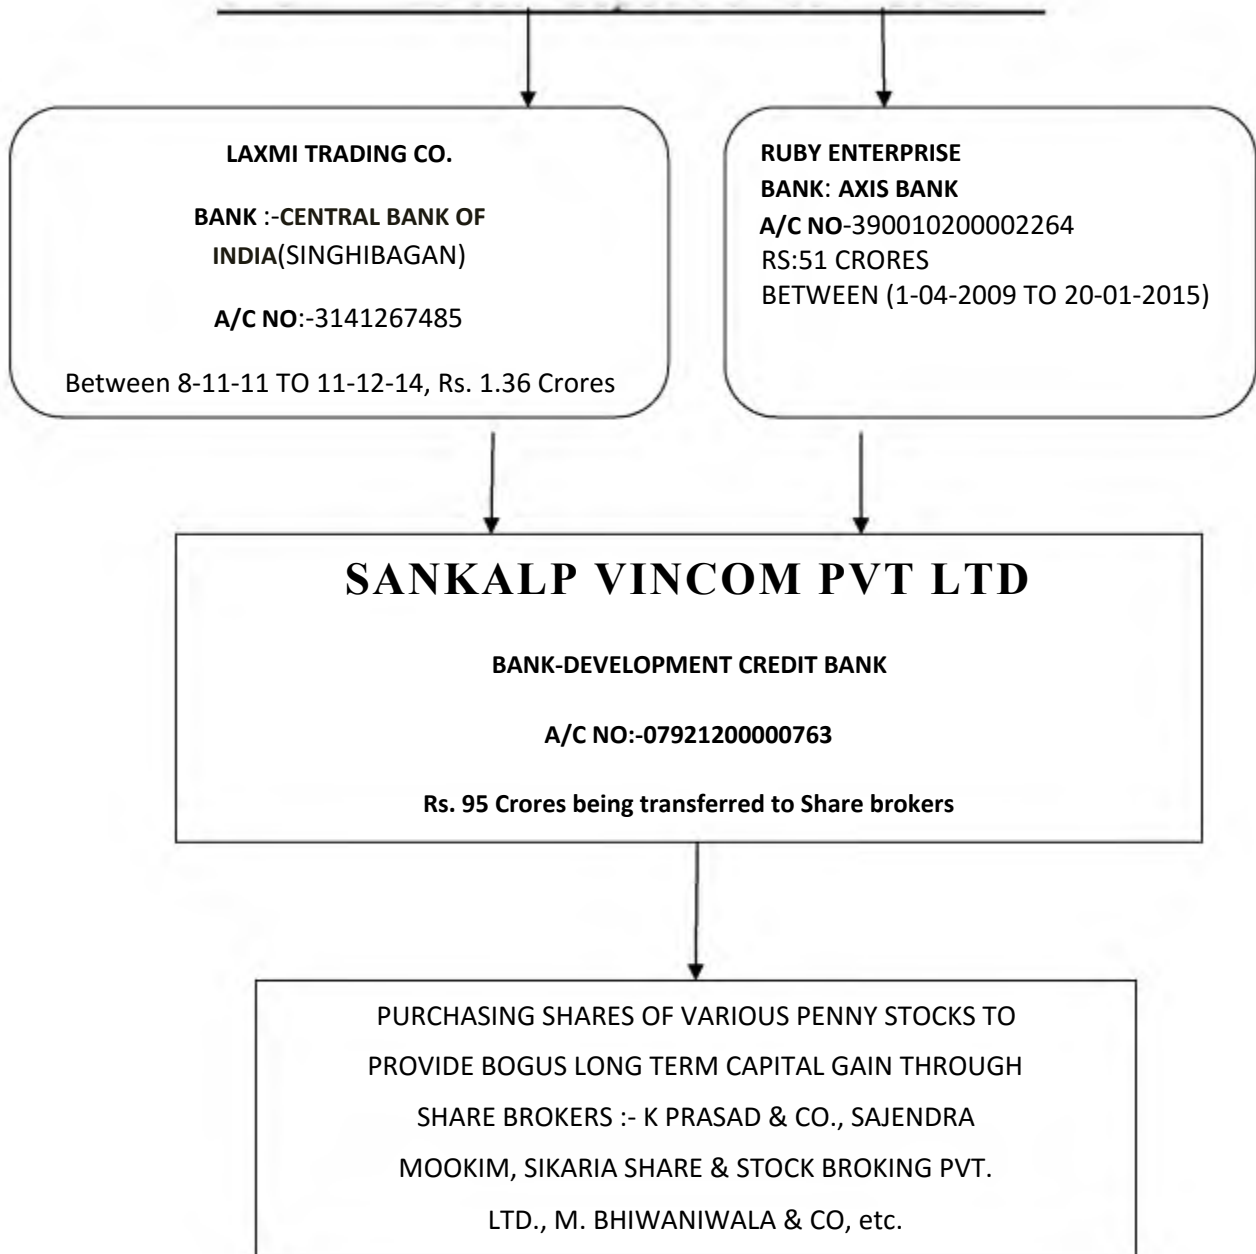 LAXMI TRADING CO.
BANK :-CENTRAL BANK OF
INDIA(SINGHIBAGAN)
A/C NO:-3141267485
Between 8-11-11 TO 11-12-14, Rs. 1.36 Crores
RUBY ENTERPRISE
BANK: AXIS BANK
A/C NO-390010200002264
RS:51 CRORES
BETWEEN (1-04-2009 TO 20-01-2015)
SANKALP VINCOM PVT LTD
BANK-DEVELOPMENT CREDIT BANK
A/C NO:-07921200000763
Rs. 95 Crores being transferred to Share brokers
PURCHASING SHARES OF VARIOUS PENNY STOCKS TO
PROVIDE BOGUS LONG TERM CAPITAL GAIN THROUGH
SHARE BROKERS :- K PRASAD & CO., SAJENDRA
MOOKIM, SIKARIA SHARE & STOCK BROKING PVT.
LTD., M. BHIWANIWALA & CO, etc.